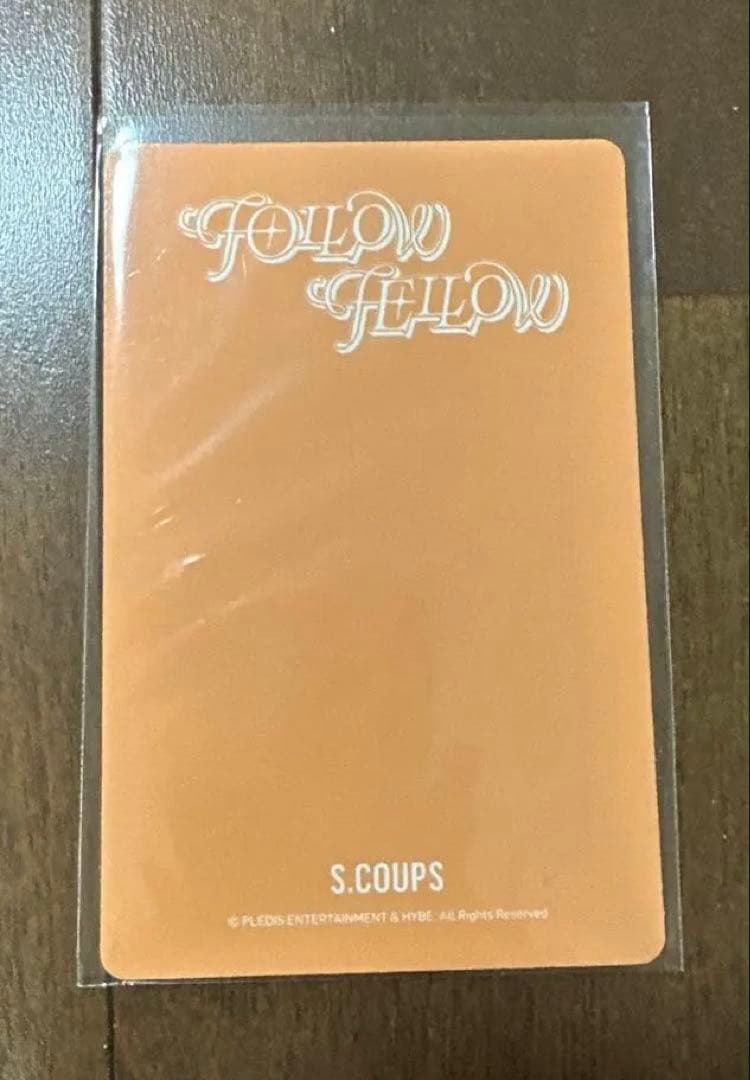 FOLLOW
FELLOW
S.COUPS
© PLEDIS ENTERTAINMENT & HYBE. All Rights Reserved